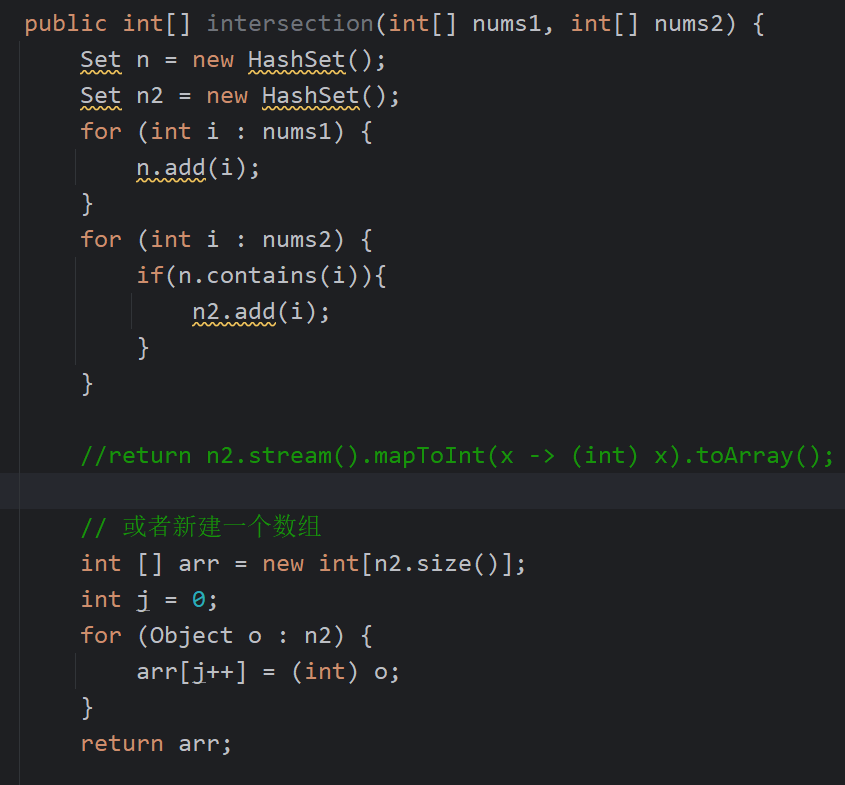 public int[] intersection(int[] nums1, int[] nums2) {
Set n = new HashSet();
Set n2 = new HashSet();
for (int i : nums1) {
n.add(i);
}
for (int i : nums2) {
if(n.contains(i)){
n2.add(i);
}
}
//return n2.stream().mapToInt(x -> (int) x).toArray();
// 或者新建一个数组
int [] arr = new int[n2.size()];
int j = 0;
for (Object o : n2) {
arr[j++] = (int) o;
}
return arr;